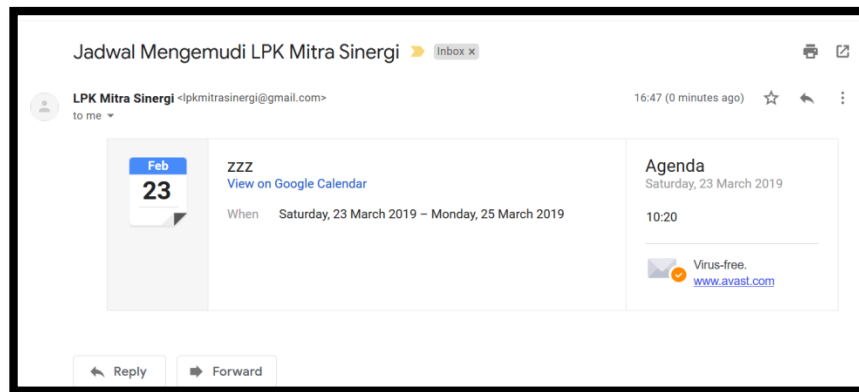 Jadwal Mengemudi LPK Mitra Sinergi Inbox x
LPK Mitra Sinergi <lpkmitrasinergi@gmail.com> 16:47 (0 minutes ago)
to me
Feb
23
zzz
View on Google Calendar
When Saturday, 23 March 2019 – Monday, 25 March 2019
Agenda
Saturday, 23 March 2019
10:20
Virus-free.
www.avast.com
Reply Forward